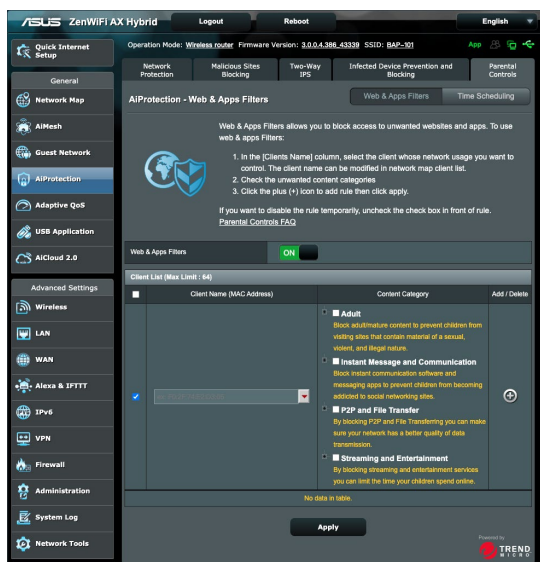 ASUS ZenWiFi AX Hybrid
Logout
Reboot
English
Quick Internet
Setup
General
Network Map
AiMesh
Guest Network
AiProtection
Adaptive QoS
USB Application
AiCloud 2.0
Advanced Settings
Wireless
LAN
WAN
Alexa & IFTTT
IPv6
VPN
Firewall
Administration
System Log
Network Tools
Operation Mode: Wireless router Firmware Version: 3.0.0.4.386_43339 SSID: BAP-101
App
Network
Protection
Malicious Sites
Blocking
Two-Way
IPS
Infected Device Prevention and
Blocking
Parental
Controls
AiProtection - Web & Apps Filters
Web & Apps Filters
Time Scheduling
Web & Apps Filters allows you to block access to unwanted websites and apps. To use
web & apps Filters:
1. In the [Clients Name] column, select the client whose network usage you want to
control. The client name can be modified in network map client list.
2. Check the unwanted content categories
3. Click the plus (+) icon to add rule then click apply.
If you want to disable the rule temporarily, uncheck the check box in front of rule.
Parental Controls FAQ
Web & Apps Filters
ON
Client List (Max Limit : 64)
Client Name (MAC Address)
Content Category
Add / Delete
Adult
Block adult/mature content to prevent children from
visiting sites that contain material of a sexual,
violent, and illegal nature.
Instant Message and Communication
Block instant communication software and
messaging apps to prevent children from becoming
addicted to social networking sites.
P2P and File Transfer
By blocking P2P and File Transferring you can make
sure your network has a better quality of data
transmission.
Streaming and Entertainment
By blocking streaming and entertainment services
you can limit the time your children spend online.
No data in table.
Apply
Powered by
TREND
MICRO